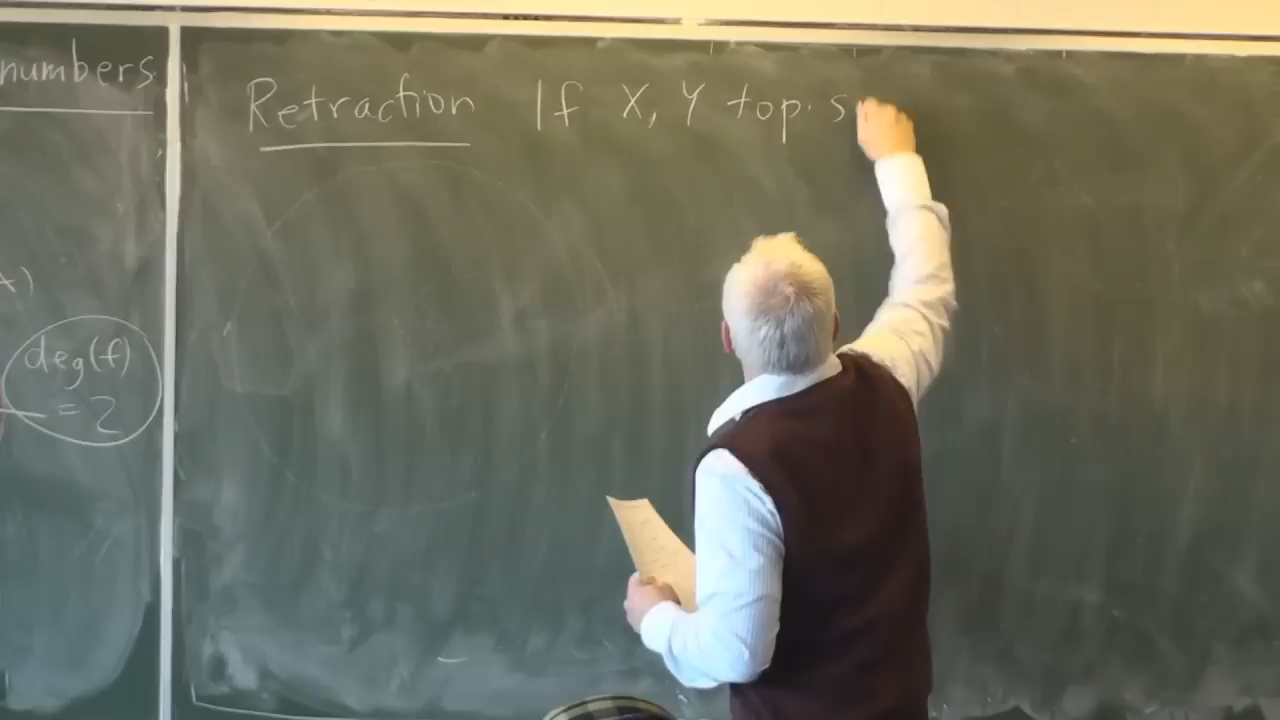 numbers
deg(f)
= 2
Retraction If X, Y top. s